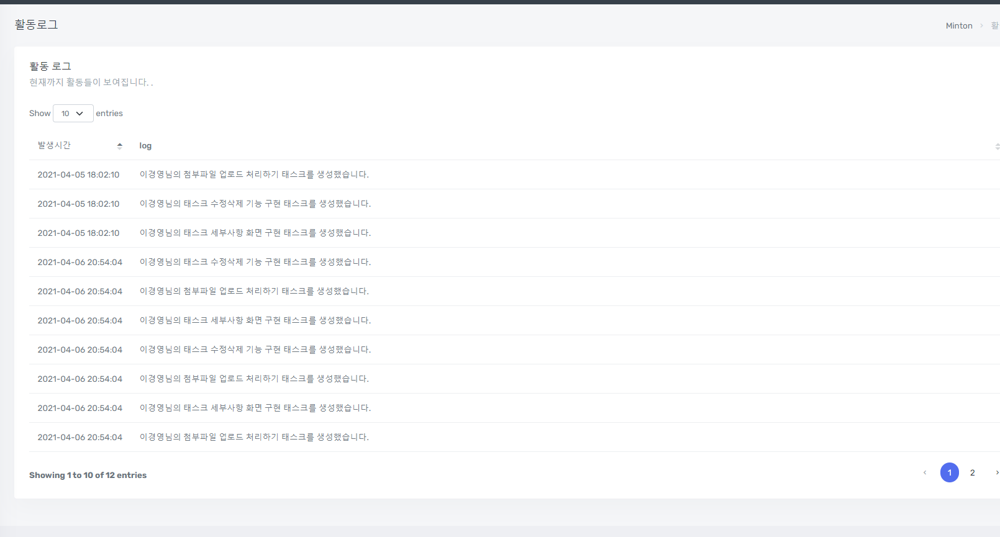 활동로그
Minton > 활
활동 로그
현재까지 활동들이 보여집니다. .
Show 10 entries
발생시간 log
2021-04-05 18:02:10 이경영님의 첨부파일 업로드 처리하기 태스크를 생성했습니다.
2021-04-05 18:02:10 이경영님의 태스크 수정삭제 기능 구현 태스크를 생성했습니다.
2021-04-05 18:02:10 이경영님의 태스크 세부사항 화면 구현 태스크를 생성했습니다.
2021-04-06 20:54:04 이경영님의 태스크 수정삭제 기능 구현 태스크를 생성했습니다.
2021-04-06 20:54:04 이경영님의 첨부파일 업로드 처리하기 태스크를 생성했습니다.
2021-04-06 20:54:04 이경영님의 태스크 세부사항 화면 구현 태스크를 생성했습니다.
2021-04-06 20:54:04 이경영님의 태스크 수정삭제 기능 구현 태스크를 생성했습니다.
2021-04-06 20:54:04 이경영님의 첨부파일 업로드 처리하기 태스크를 생성했습니다.
2021-04-06 20:54:04 이경영님의 태스크 세부사항 화면 구현 태스크를 생성했습니다.
2021-04-06 20:54:04 이경영님의 첨부파일 업로드 처리하기 태스크를 생성했습니다.
Showing 1 to 10 of 12 entries
‹ 1 2 ›